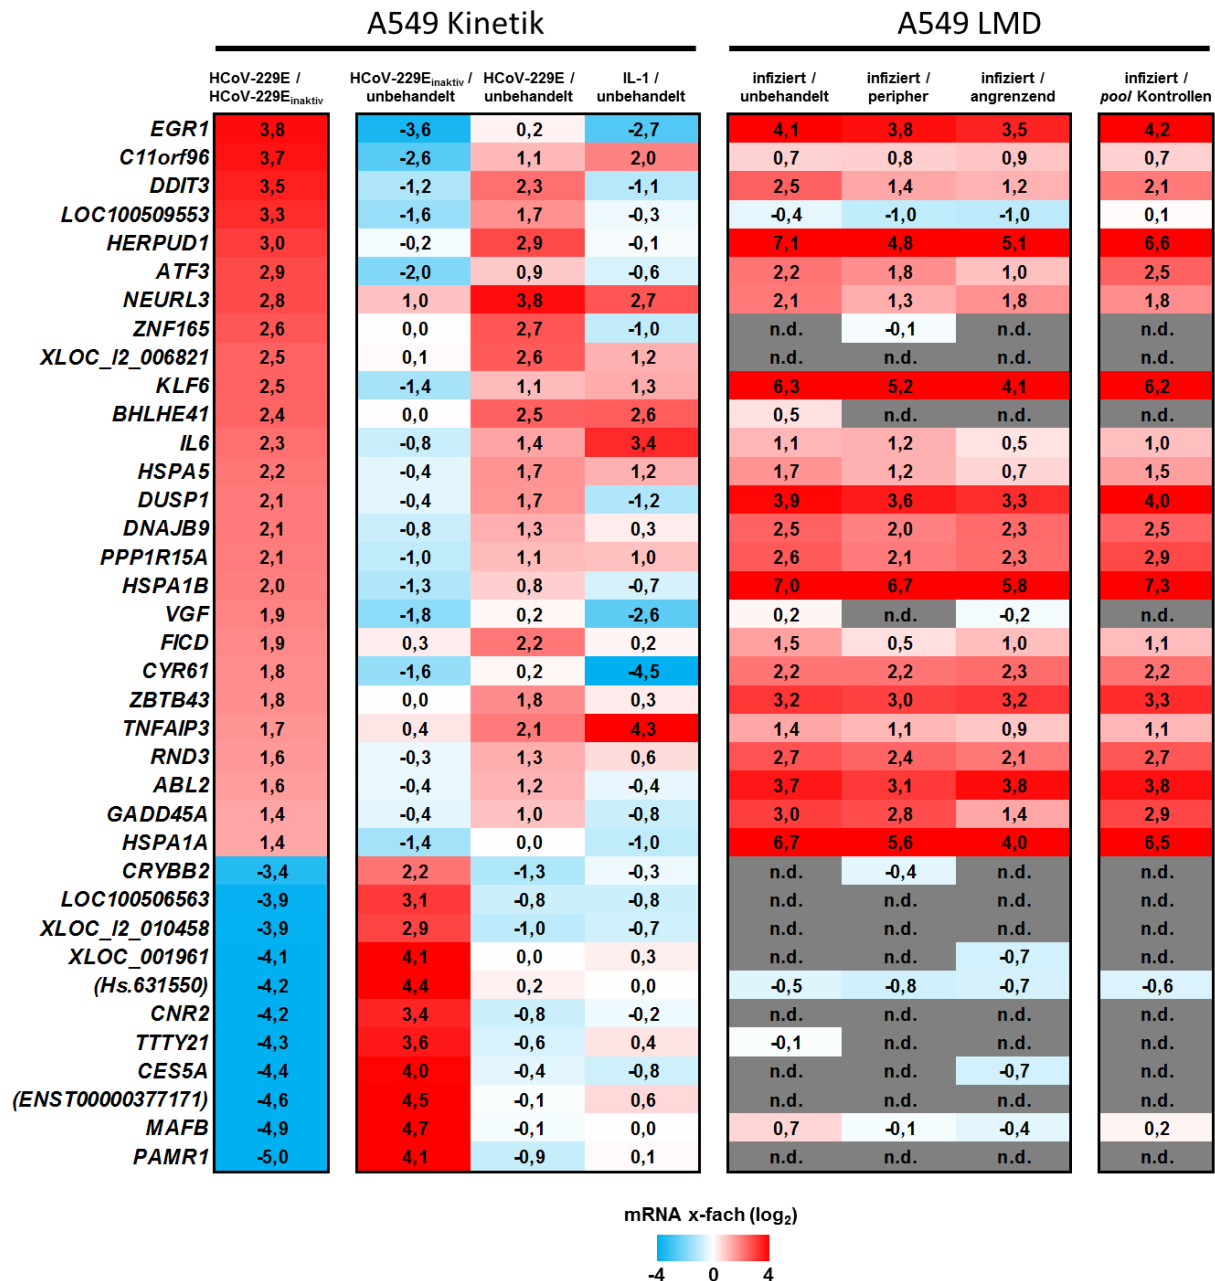 A549 Kinetik A549 LMD
HCoV-229E / HCoV-229Einaktiv / HCoV-229E / IL-1 / infiziert / infiziert / infiziert / infiziert /
HCoV-229Einaktiv unbehandelt unbehandelt unbehandelt unbehandelt peripher angrenzend pool Kontrollen
EGR1 3,8 -3,6 0,2 -2,7 4,1 3,8 3,5 4,2
C11orf96 3,7 -2,6 1,1 2,0 0,7 0,8 0,9 0,7
DDIT3 3,5 -1,2 2,3 -1,1 2,5 1,4 1,2 2,1
LOC100509553 3,3 -1,6 1,7 -0,3 -0,4 -1,0 -1,0 0,1
HERPUD1 3,0 -0,2 2,9 -0,1 7,1 4,8 5,1 6,6
ATF3 2,9 -2,0 0,9 -0,6 2,2 1,8 1,0 2,5
NEURL3 2,8 1,0 3,8 2,7 2,1 1,3 1,8 1,8
ZNF165 2,6 0,0 2,7 -1,0 n.d. -0,1 n.d. n.d.
XLOC_l2_006821 2,5 0,1 2,6 1,2 n.d. n.d. n.d. n.d.
KLF6 2,5 -1,4 1,1 1,3 6,3 5,2 4,1 6,2
BHLHE41 2,4 0,0 2,5 2,6 0,5 n.d. n.d. n.d.
IL6 2,3 -0,8 1,4 3,4 1,1 1,2 0,5 1,0
HSPA5 2,2 -0,4 1,7 1,2 1,7 1,2 0,7 1,5
DUSP1 2,1 -0,4 1,7 -1,2 3,9 3,6 3,3 4,0
DNAJB9 2,1 -0,8 1,3 0,3 2,5 2,0 2,3 2,5
PPP1R15A 2,1 -1,0 1,1 1,0 2,6 2,1 2,3 2,9
HSPA1B 2,0 -1,3 0,8 -0,7 7,0 6,7 5,8 7,3
VGF 1,9 -1,8 0,2 -2,6 0,2 n.d. -0,2 n.d.
FICD 1,9 0,3 2,2 0,2 1,5 0,5 1,0 1,1
CYR61 1,8 -1,6 0,2 -4,5 2,2 2,2 2,3 2,2
ZBTB43 1,8 0,0 1,8 0,3 3,2 3,0 3,2 3,3
TNFAIP3 1,7 0,4 2,1 4,3 1,4 1,1 0,9 1,1
RND3 1,6 -0,3 1,3 0,6 2,7 2,4 2,1 2,7
ABL2 1,6 -0,4 1,2 -0,4 3,7 3,1 3,8 3,8
GADD45A 1,4 -0,4 1,0 -0,8 3,0 2,8 1,4 2,9
HSPA1A 1,4 -1,4 0,0 -1,0 6,7 5,6 4,0 6,5
CRYBB2 -3,4 2,2 -1,3 -0,3 n.d. -0,4 n.d. n.d.
LOC100506563 -3,9 3,1 -0,8 -0,8 n.d. n.d. n.d. n.d.
XLOC_l2_010458 -3,9 2,9 -1,0 -0,7 n.d. n.d. n.d. n.d.
XLOC_001961 -4,1 4,1 0,0 0,3 n.d. n.d. -0,7 n.d.
(Hs.631550) -4,2 4,4 0,2 0,0 -0,5 -0,8 -0,7 -0,6
CNR2 -4,2 3,4 -0,8 -0,2 n.d. n.d. n.d. n.d.
TTTY21 -4,3 3,6 -0,6 0,4 -0,1 n.d. n.d. n.d.
CES5A -4,4 4,0 -0,4 -0,8 n.d. n.d. -0,7 n.d.
(ENST00000377171) -4,6 4,5 -0,1 0,6 n.d. n.d. n.d. n.d.
MAFB -4,9 4,7 -0,1 0,0 0,7 -0,1 -0,4 0,2
PAMR1 -5,0 4,1 -0,9 0,1 n.d. n.d. n.d. n.d.
mRNA x-fach (log2)
-4 0 4